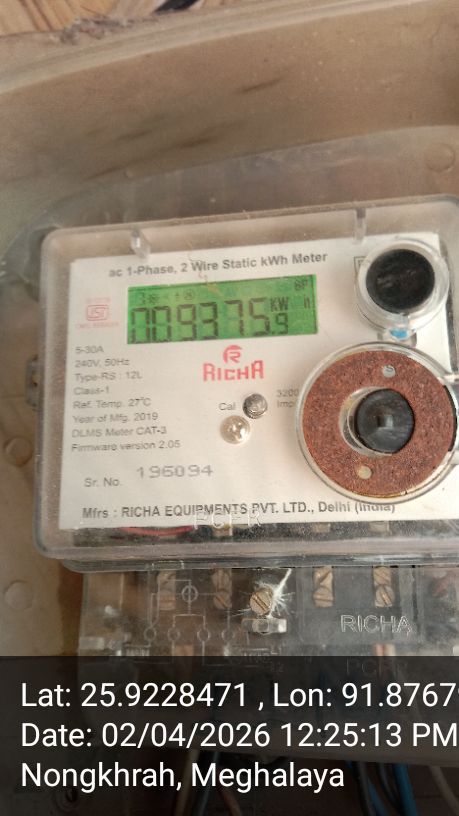 ac 1-Phase, 2 Wire Static kWh Meter
BP
009375.9 KW h
5-30A
240V, 50Hz
Type-RS : 12L
Class-1
Ref. Temp. 27°C
Year of Mfg. 2019
DLMS Meter CAT-3
Firmware version 2.05
RICHA
Cal
3200
Imp
Sr. No. 196094
Mfrs : RICHA EQUIPMENTS PVT. LTD., Delhi (India)
RICHA
Lat: 25.9228471 , Lon: 91.8767
Date: 02/04/2026 12:25:13 PM
Nongkhrah, Meghalaya